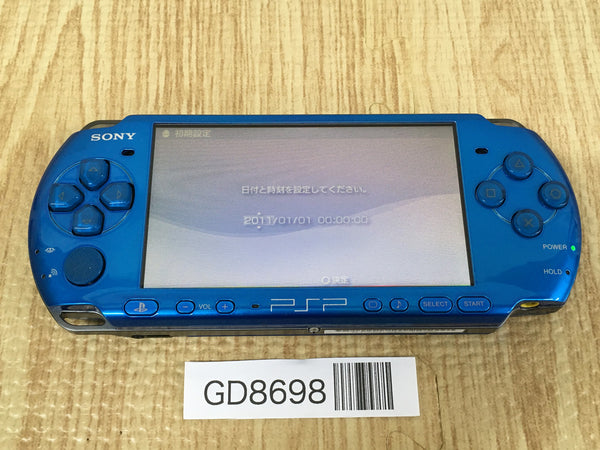 SONY
初期設定
日付と時刻を設定してください。
2011/01/01 00:00:00
決定
POWER
HOLD
VOL
PSP
SELECT
START
GD8698